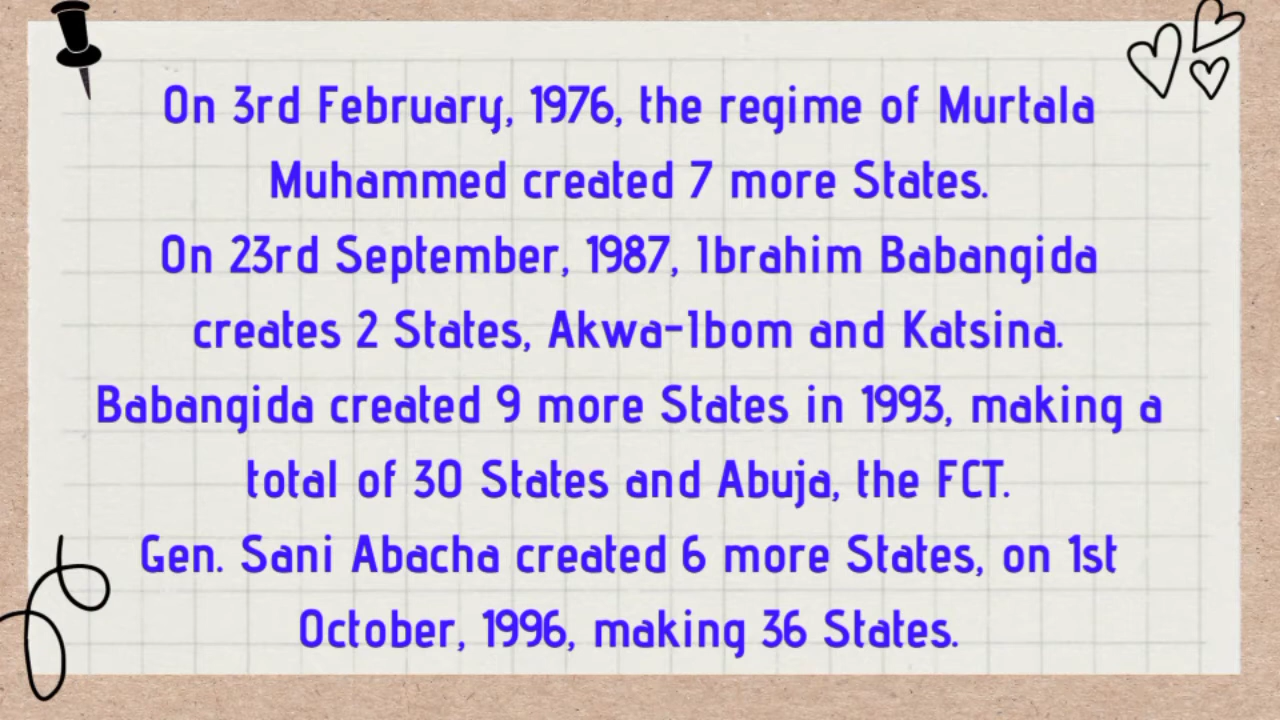 On 3rd February, 1976, the regime of Murtala
Muhammed created 7 more States.
On 23rd September, 1987, Ibrahim Babangida
creates 2 States, Akwa-Ibom and Katsina.
Babangida created 9 more States in 1993, making a
total of 30 States and Abuja, the FCT.
Gen. Sani Abacha created 6 more States, on 1st
October, 1996, making 36 States.